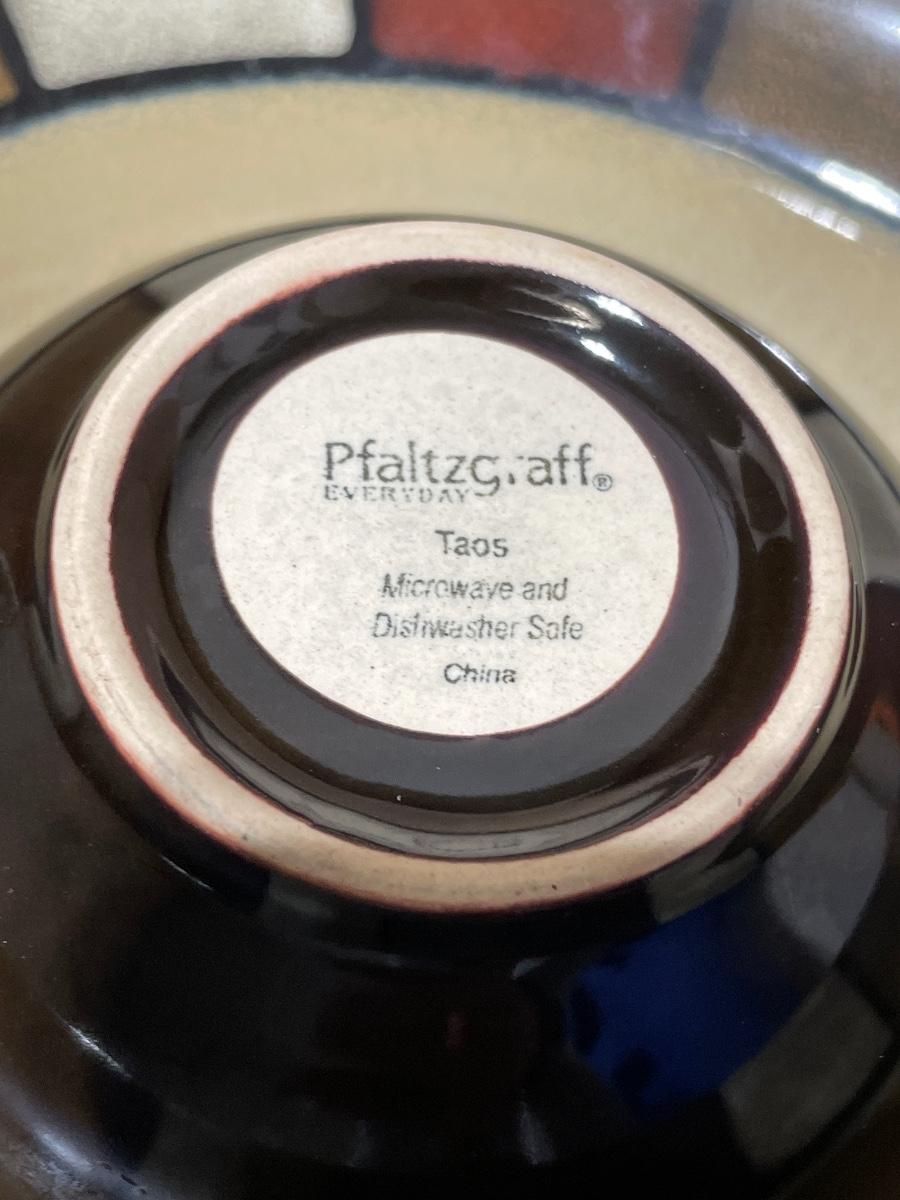 Pfaltzgraff®
EVERYDAY
Taos
Microwave and
Dishwasher Safe
China